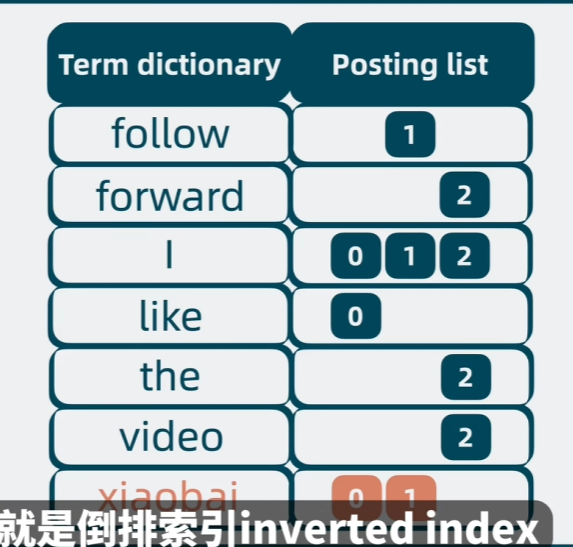 Term dictionary Posting list
follow 1
forward 2
I 0 1 2
like 0
the 2
video 2
xiaobai 0 1
就是倒排索引inverted index